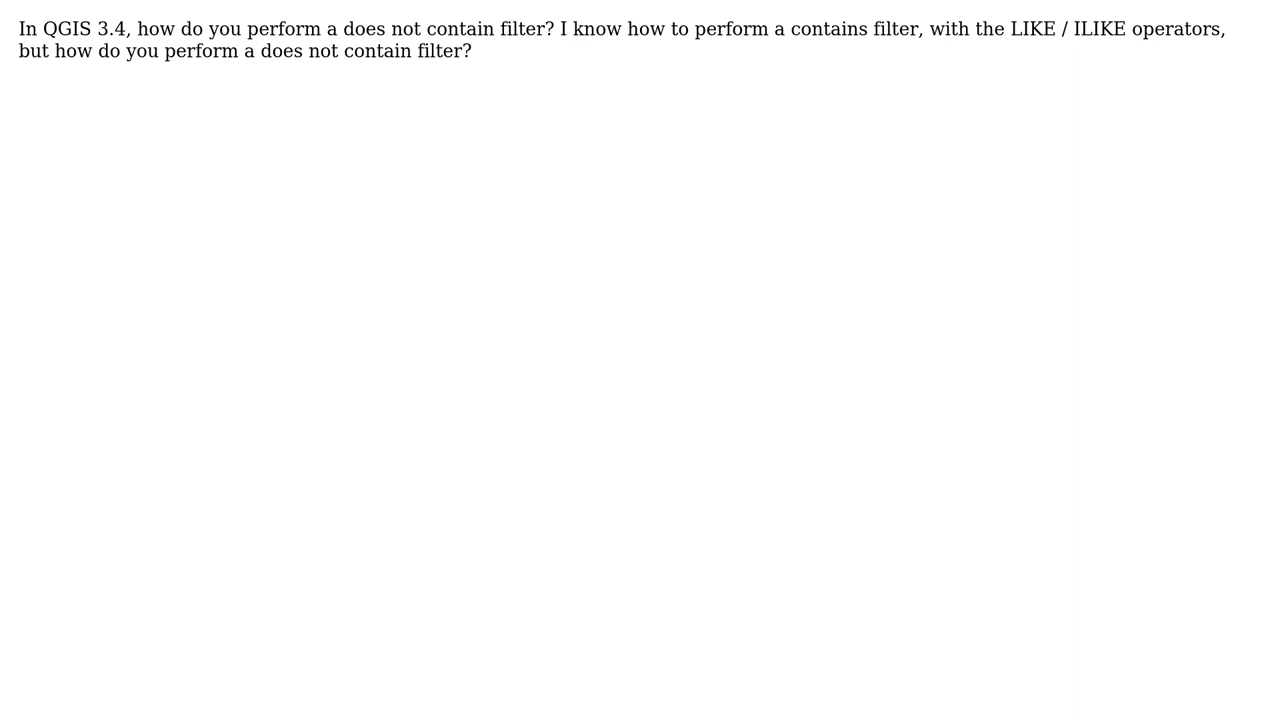 In QGIS 3.4, how do you perform a does not contain filter? I know how to perform a contains filter, with the LIKE / ILIKE operators,
but how do you perform a does not contain filter?